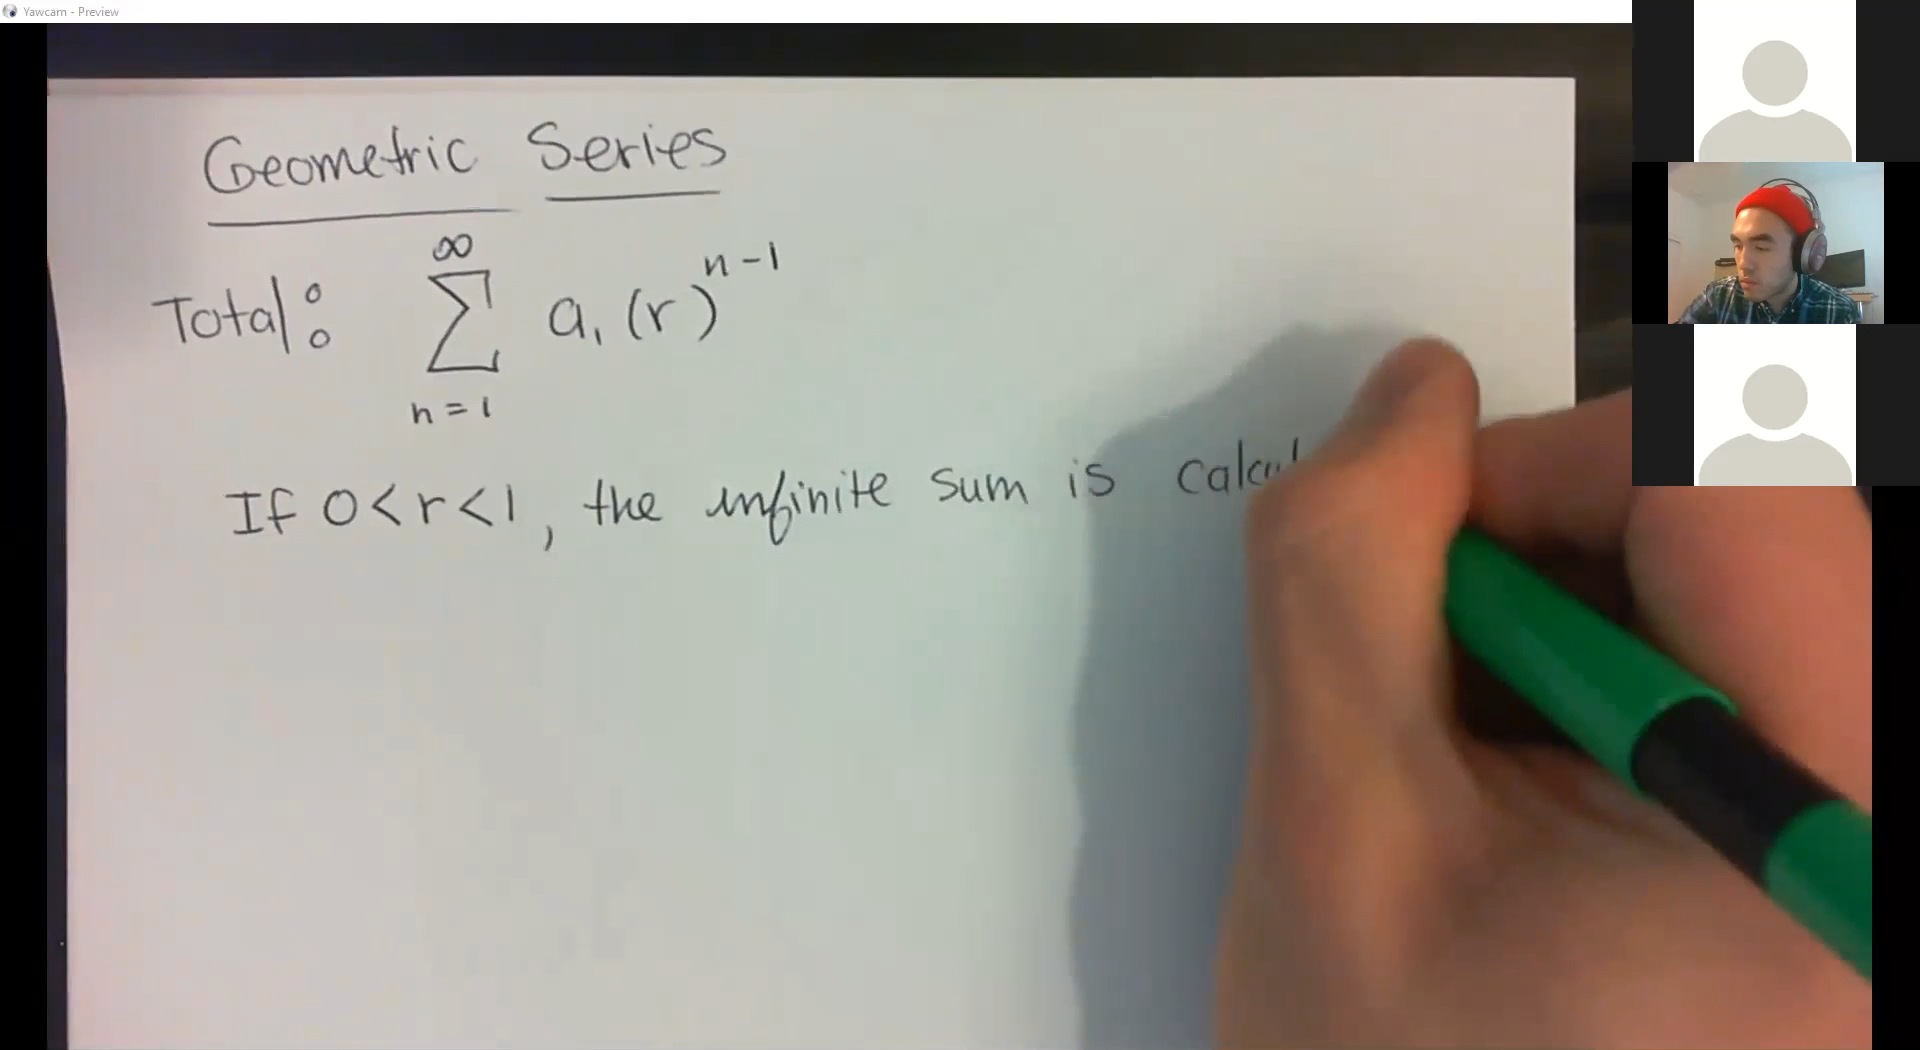 Yawcam - Preview
Geometric Series
Total: ∞ ∑ n=1 a₁ (r)ⁿ⁻¹
If 0<r<1, the infinite sum is